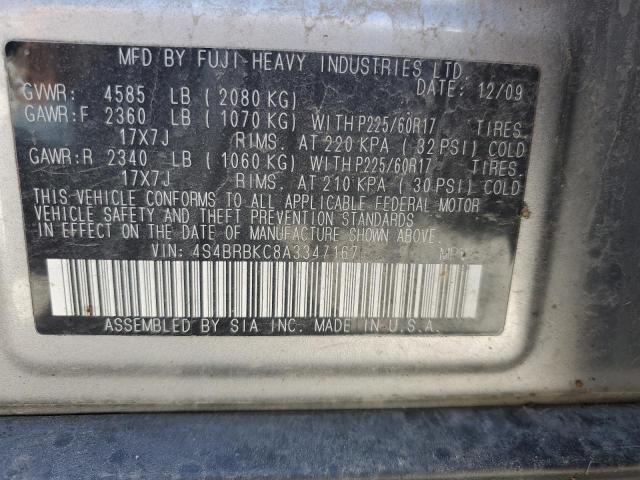 MFD BY FUJI HEAVY INDUSTRIES LTD.
DATE: 12/09
GVWR: 4585 LB ( 2080 KG)
GAWR:F 2360 LB ( 1070 KG) WITH P225/60R17 TIRES
17X7J RIMS. AT 220 KPA ( 32 PSI) COLD
GAWR:R 2340 LB ( 1060 KG) WITH P225/60R17 TIRES
17X7J RIMS. AT 210 KPA ( 30 PSI) COLD
THIS VEHICLE CONFORMS TO ALL APPLICABLE FEDERAL MOTOR
VEHICLE SAFETY AND THEFT PREVENTION STANDARDS
IN EFFECT ON THE DATE OF MANUFACTURE SHOWN ABOVE.
VIN: 4S4BRBKC8A3347167
ASSEMBLED BY SIA INC. MADE IN U.S.A.